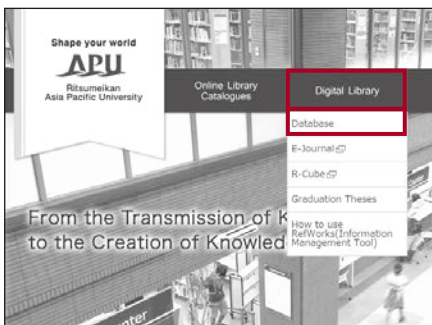 Shape your world
APU
Ritsumeikan
Asia Pacific University
Online Library
Catalogues
Digital Library
Database
E-Journal
R-Cube
Graduation Theses
How to use
RefWorks(Information
Management Tool)
From the Transmission of K
to the Creation of Knowled
nter